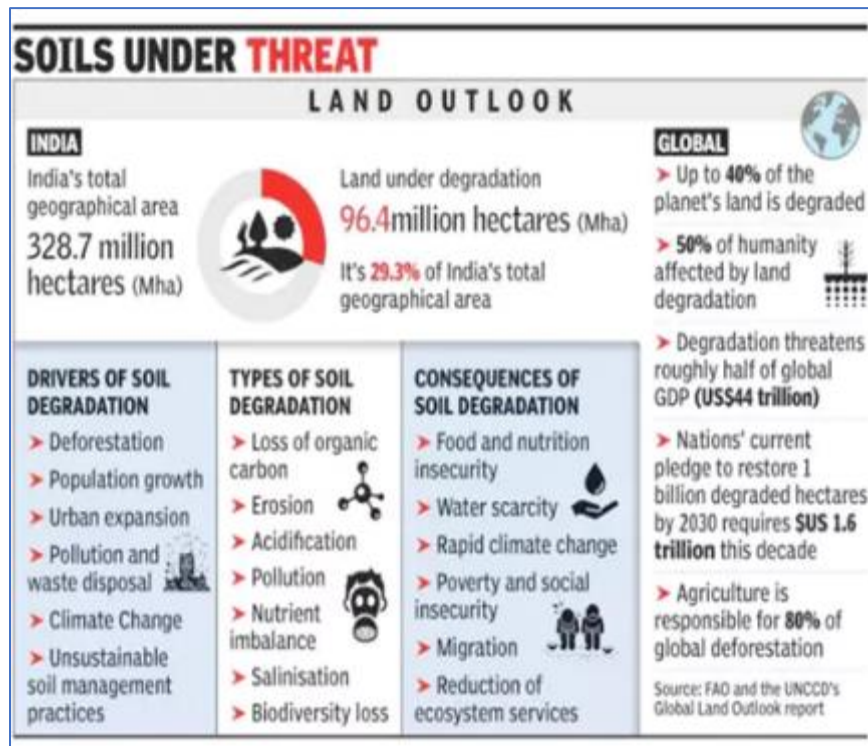 SOILS UNDER THREAT
LAND OUTLOOK
INDIA
India's total
geographical area
328.7 million
hectares (Mha)
Land under degradation
96.4million hectares (Mha)
It's 29.3% of India's total
geographical area
DRIVERS OF SOIL
DEGRADATION
➤ Deforestation
➤ Population growth
➤ Urban expansion
➤ Pollution and
waste disposal
➤ Climate Change
➤ Unsustainable
soil management
practices
TYPES OF SOIL
DEGRADATION
➤ Loss of organic
carbon
➤ Erosion
➤ Acidification
➤ Pollution
➤ Nutrient
imbalance
➤ Salinisation
➤ Biodiversity loss
CONSEQUENCES OF
SOIL DEGRADATION
➤ Food and nutrition
insecurity
➤ Water scarcity
➤ Rapid climate change
➤ Poverty and social
insecurity
➤ Migration
➤ Reduction of
ecosystem services
GLOBAL
➤ Up to 40% of the
planet's land is degraded
➤ 50% of humanity
affected by land
degradation
➤ Degradation threatens
roughly half of global
GDP (US$44 trillion)
➤ Nations' current
pledge to restore 1
billion degraded hectares
by 2030 requires $US 1.6
trillion this decade
➤ Agriculture is
responsible for 80% of
global deforestation
Source: FAO and the UNCCD's
Global Land Outlook report